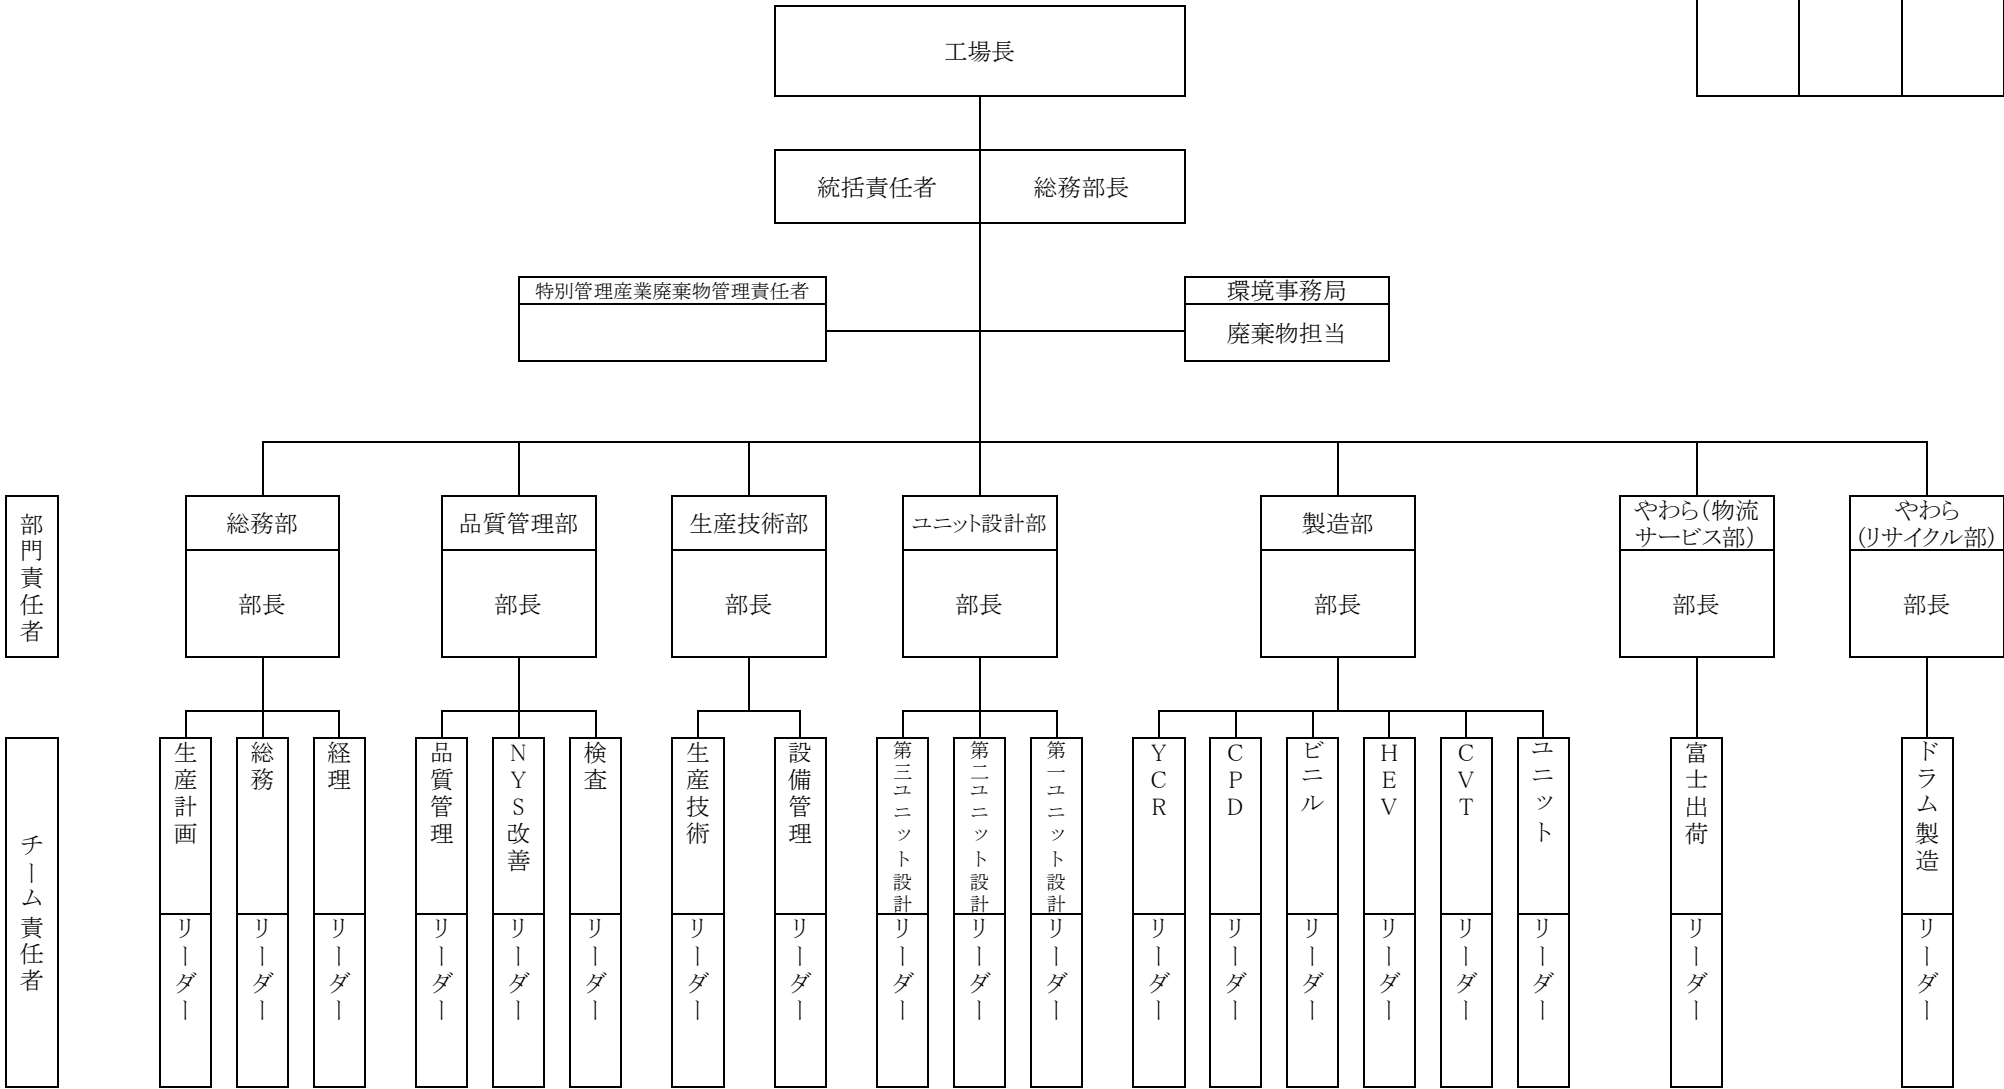 工場長
統括責任者
総務部長
特別管理産業廃棄物管理責任者
環境事務局
廃棄物担当
部門責任者
総務部
部長
品質管理部
部長
生産技術部
部長
ユニット設計部
部長
製造部
部長
やわら(物流
サービス部)
部長
やわら
(リサイクル部)
部長
チーム責任者
生産計画
リーダー
総務
リーダー
経理
リーダー
品質管理
リーダー
NYS改善
リーダー
検査
リーダー
生産技術
リーダー
設備管理
リーダー
第三ユニット設計
リーダー
第二ユニット設計
リーダー
第一ユニット設計
リーダー
YCR
リーダー
CPD
リーダー
ビニル
リーダー
HEV
リーダー
CVT
リーダー
ユニット
リーダー
富士出荷
リーダー
ドラム製造
リーダー